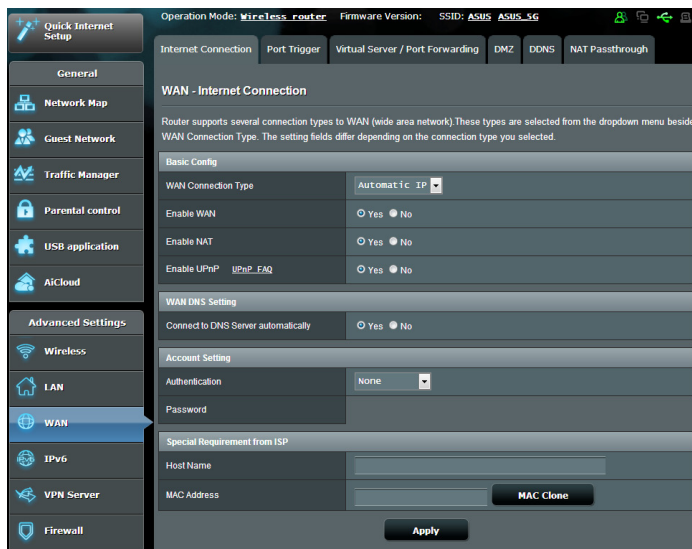 Quick Internet
Setup
General
Network Map
Guest Network
Traffic Manager
Parental control
USB application
AiCloud
Advanced Settings
Wireless
LAN
WAN
IPv6
VPN Server
Firewall
Operation Mode: Wireless router Firmware Version: SSID: ASUS ASUS_5G
Internet Connection Port Trigger Virtual Server / Port Forwarding DMZ DDNS NAT Passthrough
WAN - Internet Connection
Router supports several connection types to WAN (wide area network).These types are selected from the dropdown menu beside
WAN Connection Type. The setting fields differ depending on the connection type you selected.
Basic Config
WAN Connection Type Automatic IP
Enable WAN Yes No
Enable NAT Yes No
Enable UPnP UPnP FAQ Yes No
WAN DNS Setting
Connect to DNS Server automatically Yes No
Account Setting
Authentication None
Password
Special Requirement from ISP
Host Name
MAC Address MAC Clone
Apply